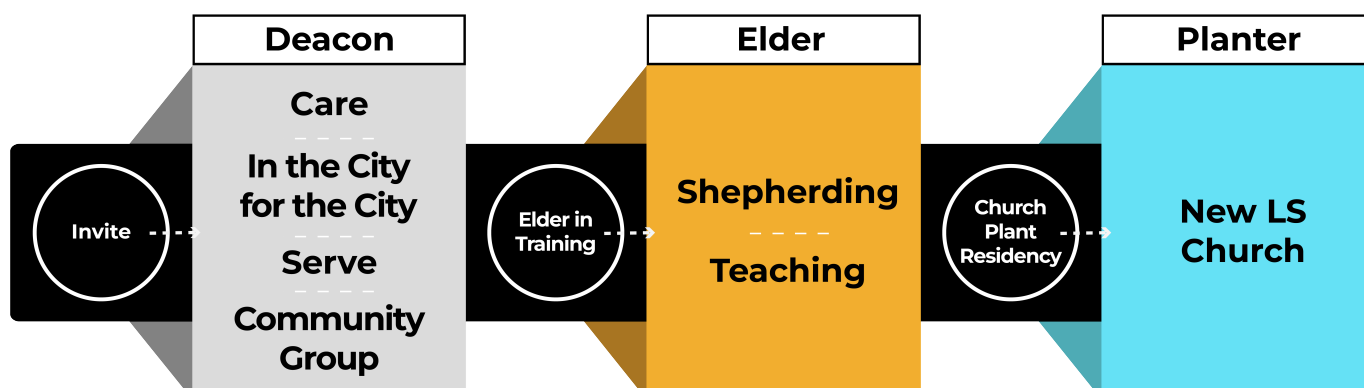 Deacon
Elder
Planter
Invite
Care
In the City
for the City
Serve
Community
Group
Elder in
Training
Shepherding
Teaching
Church
Plant
Residency
New LS
Church